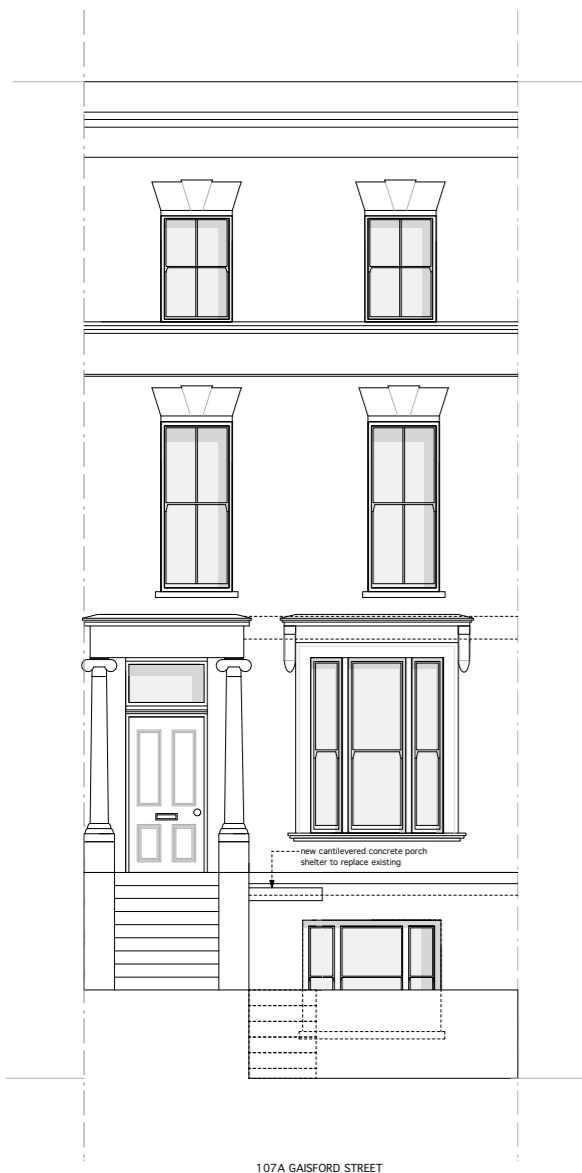 new cantilevered concrete porch
shelter to replace existing
107A GAISFORD STREET